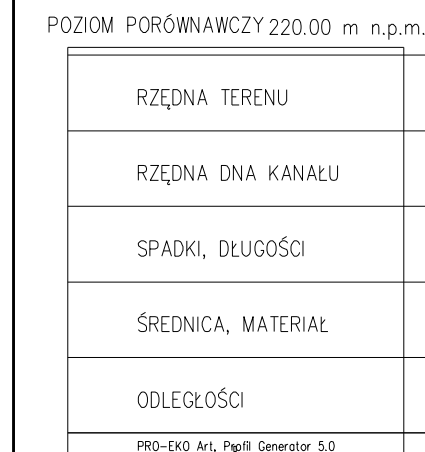 POZIOM PORÓWNAWCZY 220.00 m n.p.m.
RZĘDNA TERENU
RZĘDNA DNA KANAŁU
SPADKI, DŁUGOŚCI
ŚREDNICA, MATERIAŁ
ODLEGŁOŚCI
PRO-EKO Art, Profil Generator 5.0